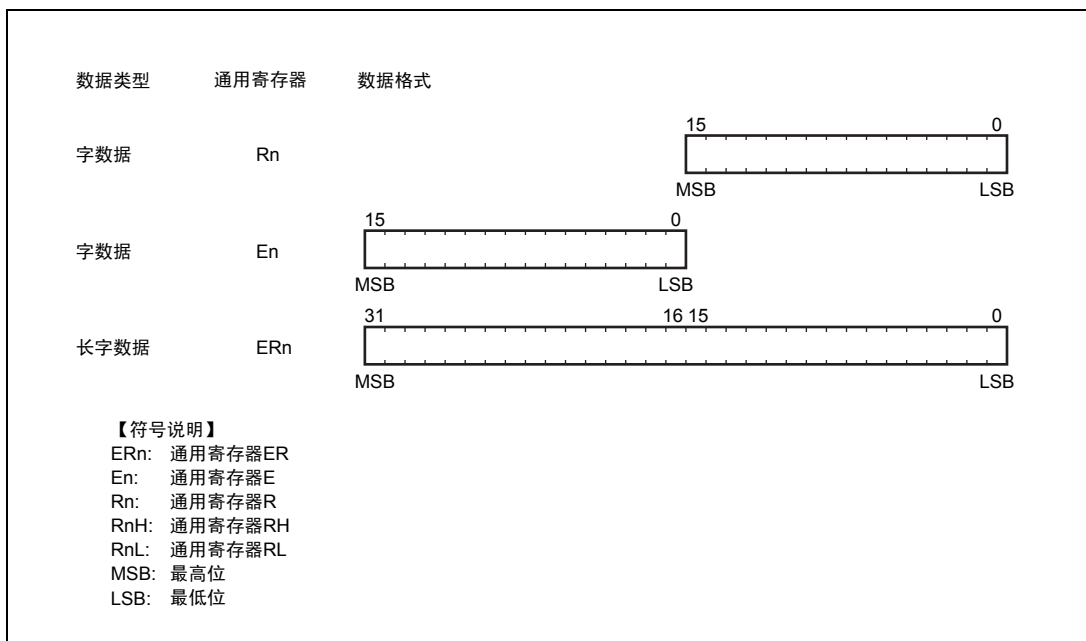 数据类型 通用寄存器 数据格式
15 0
字数据 Rn
MSB LSB
15 0
字数据 En
MSB LSB
31 16 15 0
长字数据 ERn
MSB LSB
【符号说明】
ERn: 通用寄存器ER
En: 通用寄存器E
Rn: 通用寄存器R
RnH: 通用寄存器RH
RnL: 通用寄存器RL
MSB: 最高位
LSB: 最低位